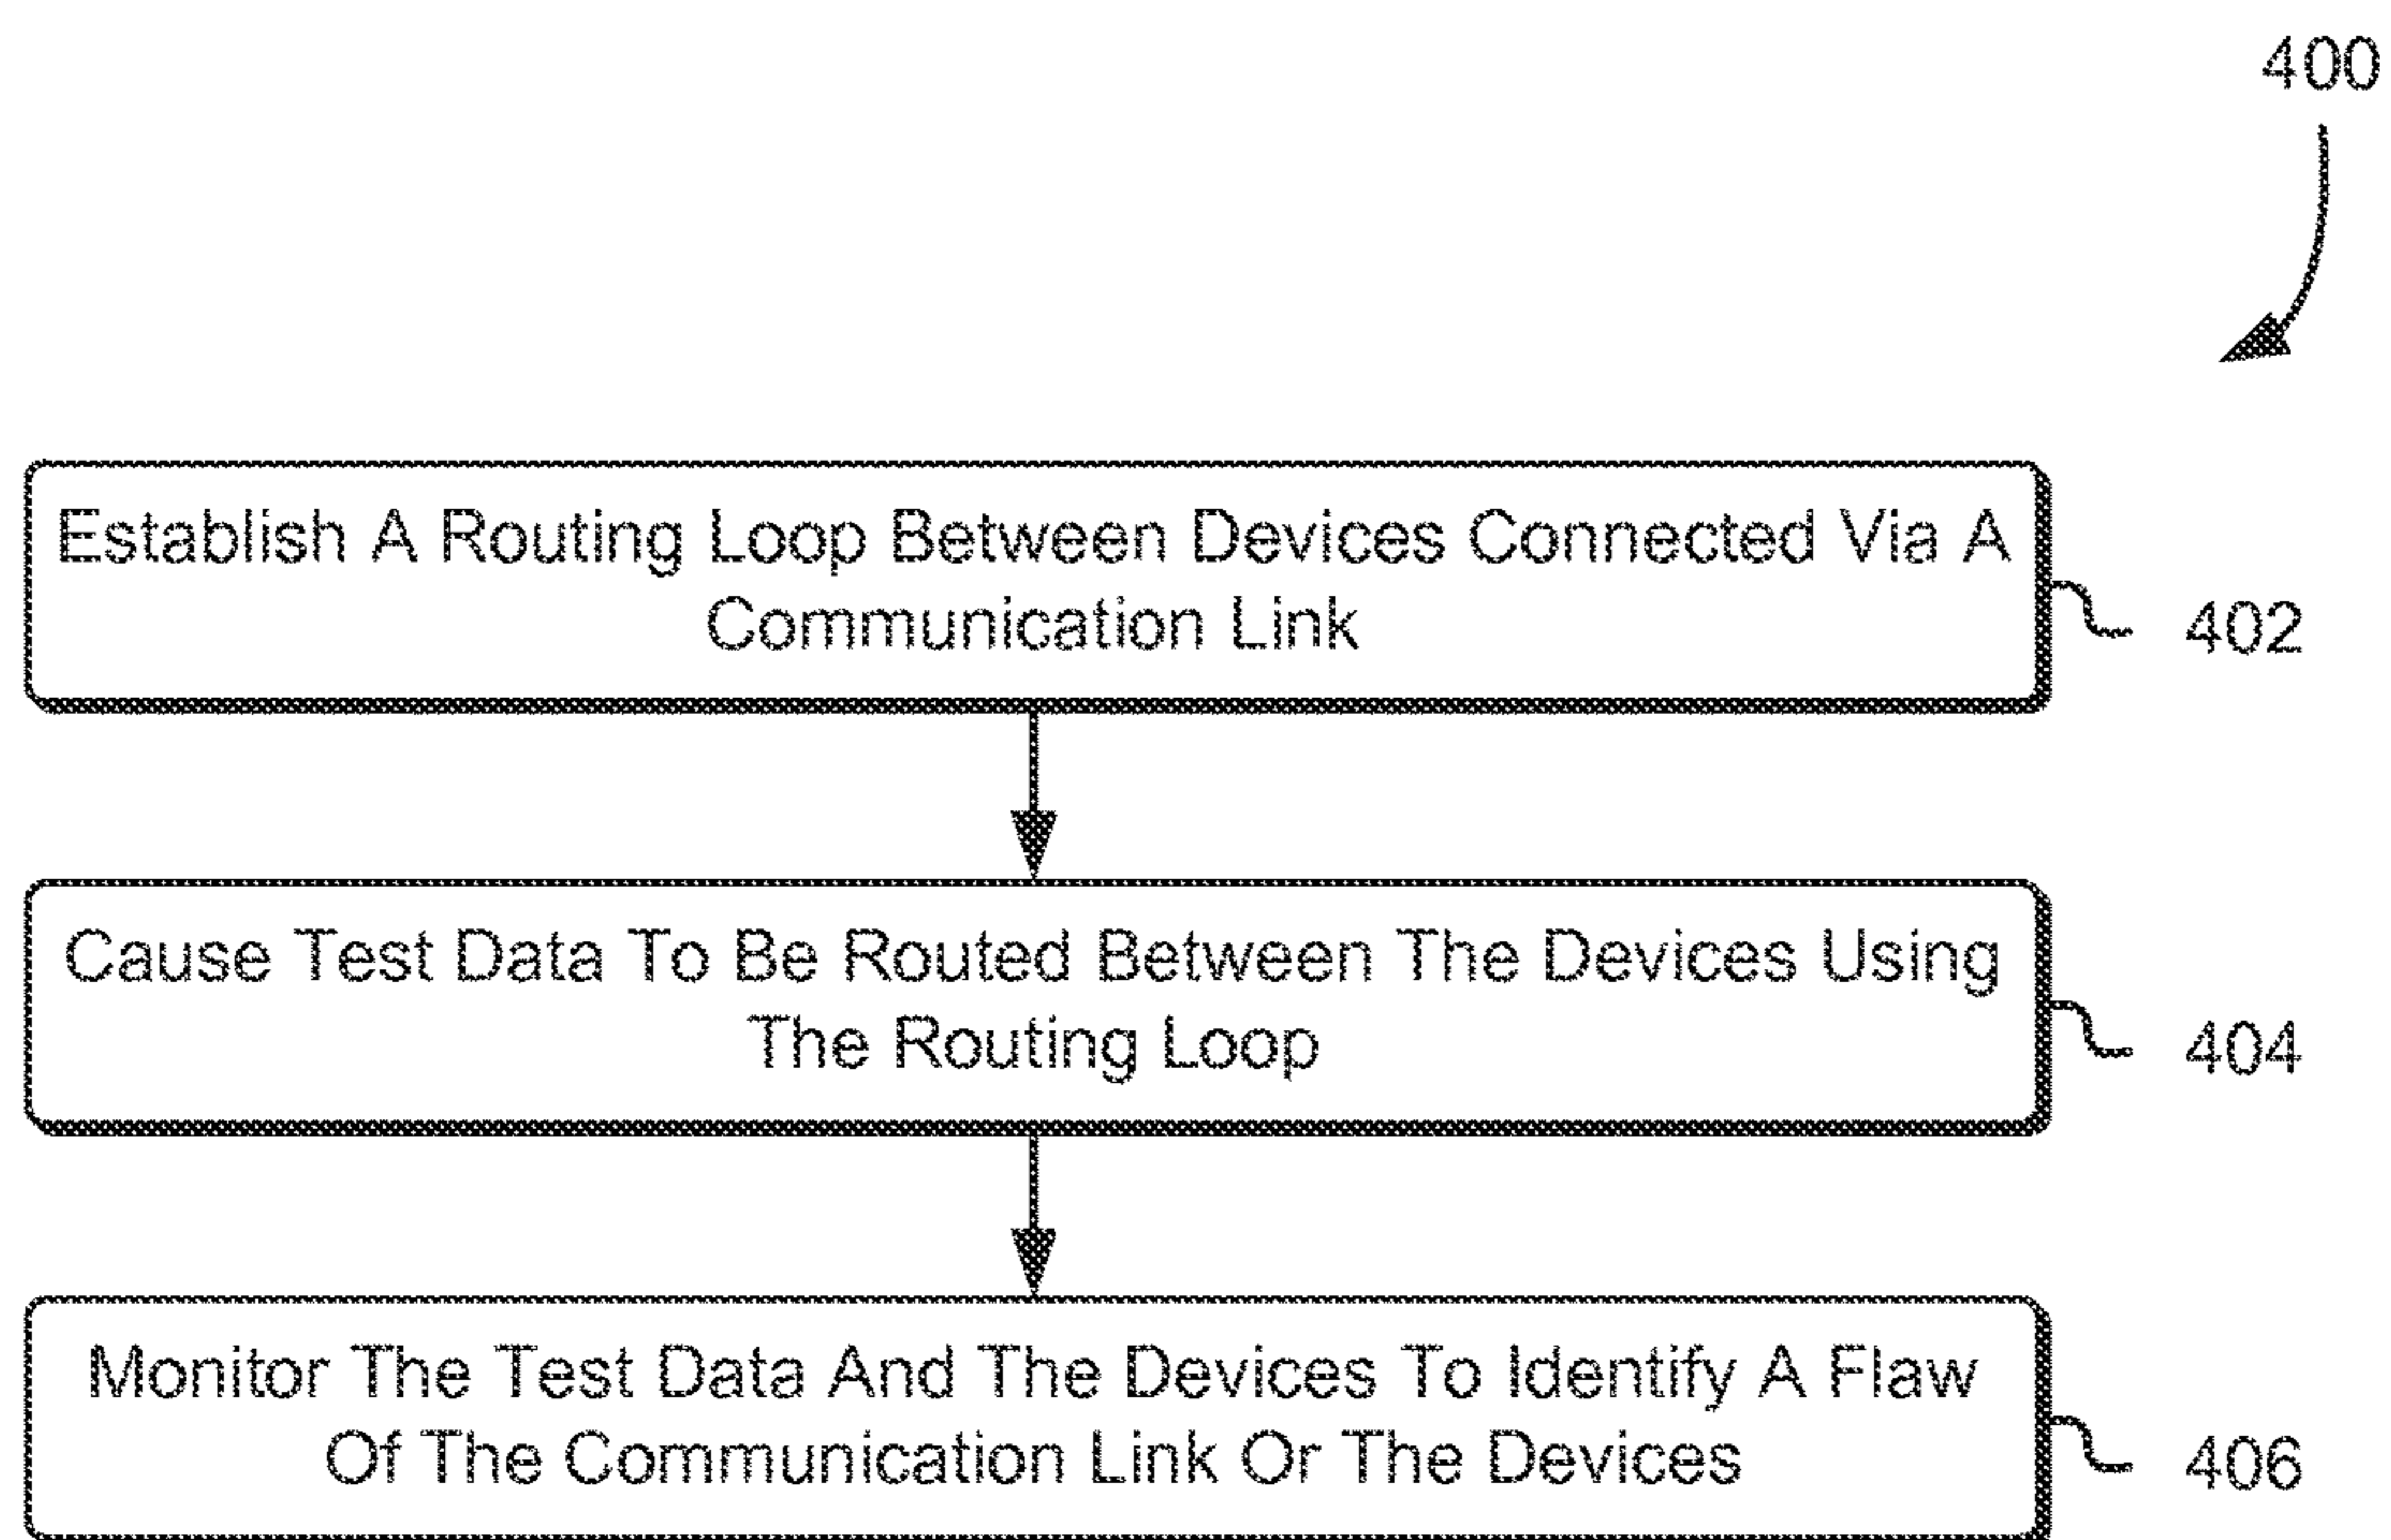 400
Establish A Routing Loop Between Devices Connected Via A
Communication Link
402
Cause Test Data To Be Routed Between The Devices Using
The Routing Loop
404
Monitor The Test Data And The Devices To Identify A Flaw
Of The Communication Link Or The Devices
406